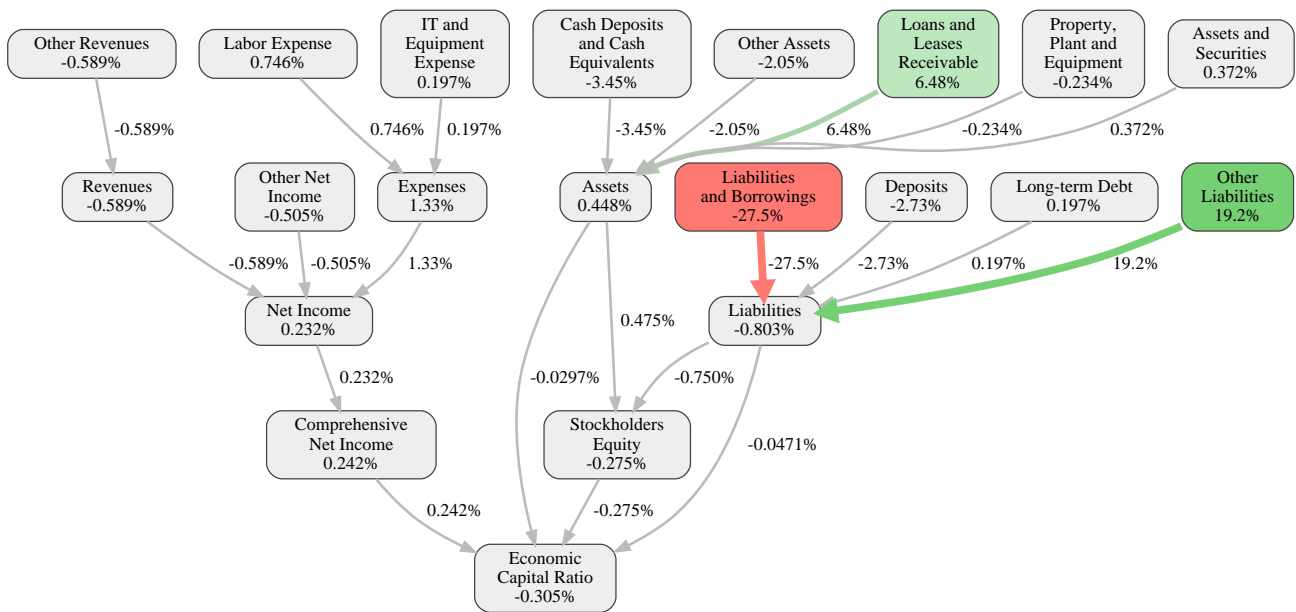 Other Revenues
-0.589%
Labor Expense
0.746%
IT and
Equipment
Expense
0.197%
Cash Deposits
and Cash
Equivalents
-3.45%
Other Assets
-2.05%
Loans and
Leases
Receivable
6.48%
Property,
Plant and
Equipment
-0.234%
Assets and
Securities
0.372%
-0.589%
0.746%
0.197%
-3.45%
-2.05%
6.48%
-0.234%
0.372%
Revenues
-0.589%
Other Net
Income
-0.505%
Expenses
1.33%
Assets
0.448%
Liabilities
and Borrowings
-27.5%
Deposits
-2.73%
Long-term Debt
0.197%
Other
Liabilities
19.2%
-0.589%
-0.505%
1.33%
-27.5%
-2.73%
0.197%
19.2%
Net Income
0.232%
0.475%
Liabilities
-0.803%
0.232%
-0.0297%
-0.750%
Comprehensive
Net Income
0.242%
Stockholders
Equity
-0.275%
-0.0471%
0.242%
-0.275%
Economic
Capital Ratio
-0.305%